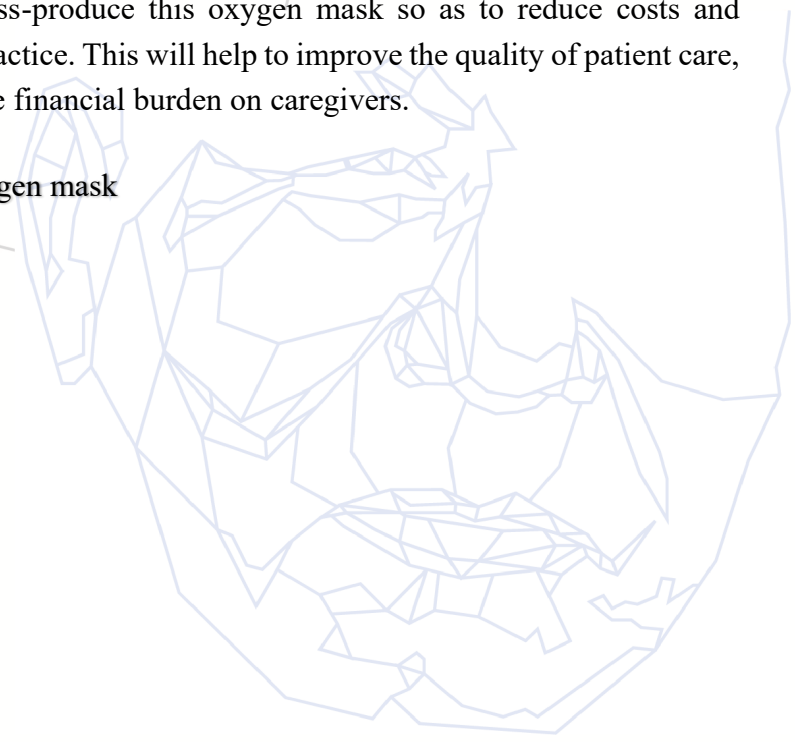 ss-produce this oxygen mask so as to reduce costs and
actice. This will help to improve the quality of patient care,
e financial burden on caregivers.
gen mask